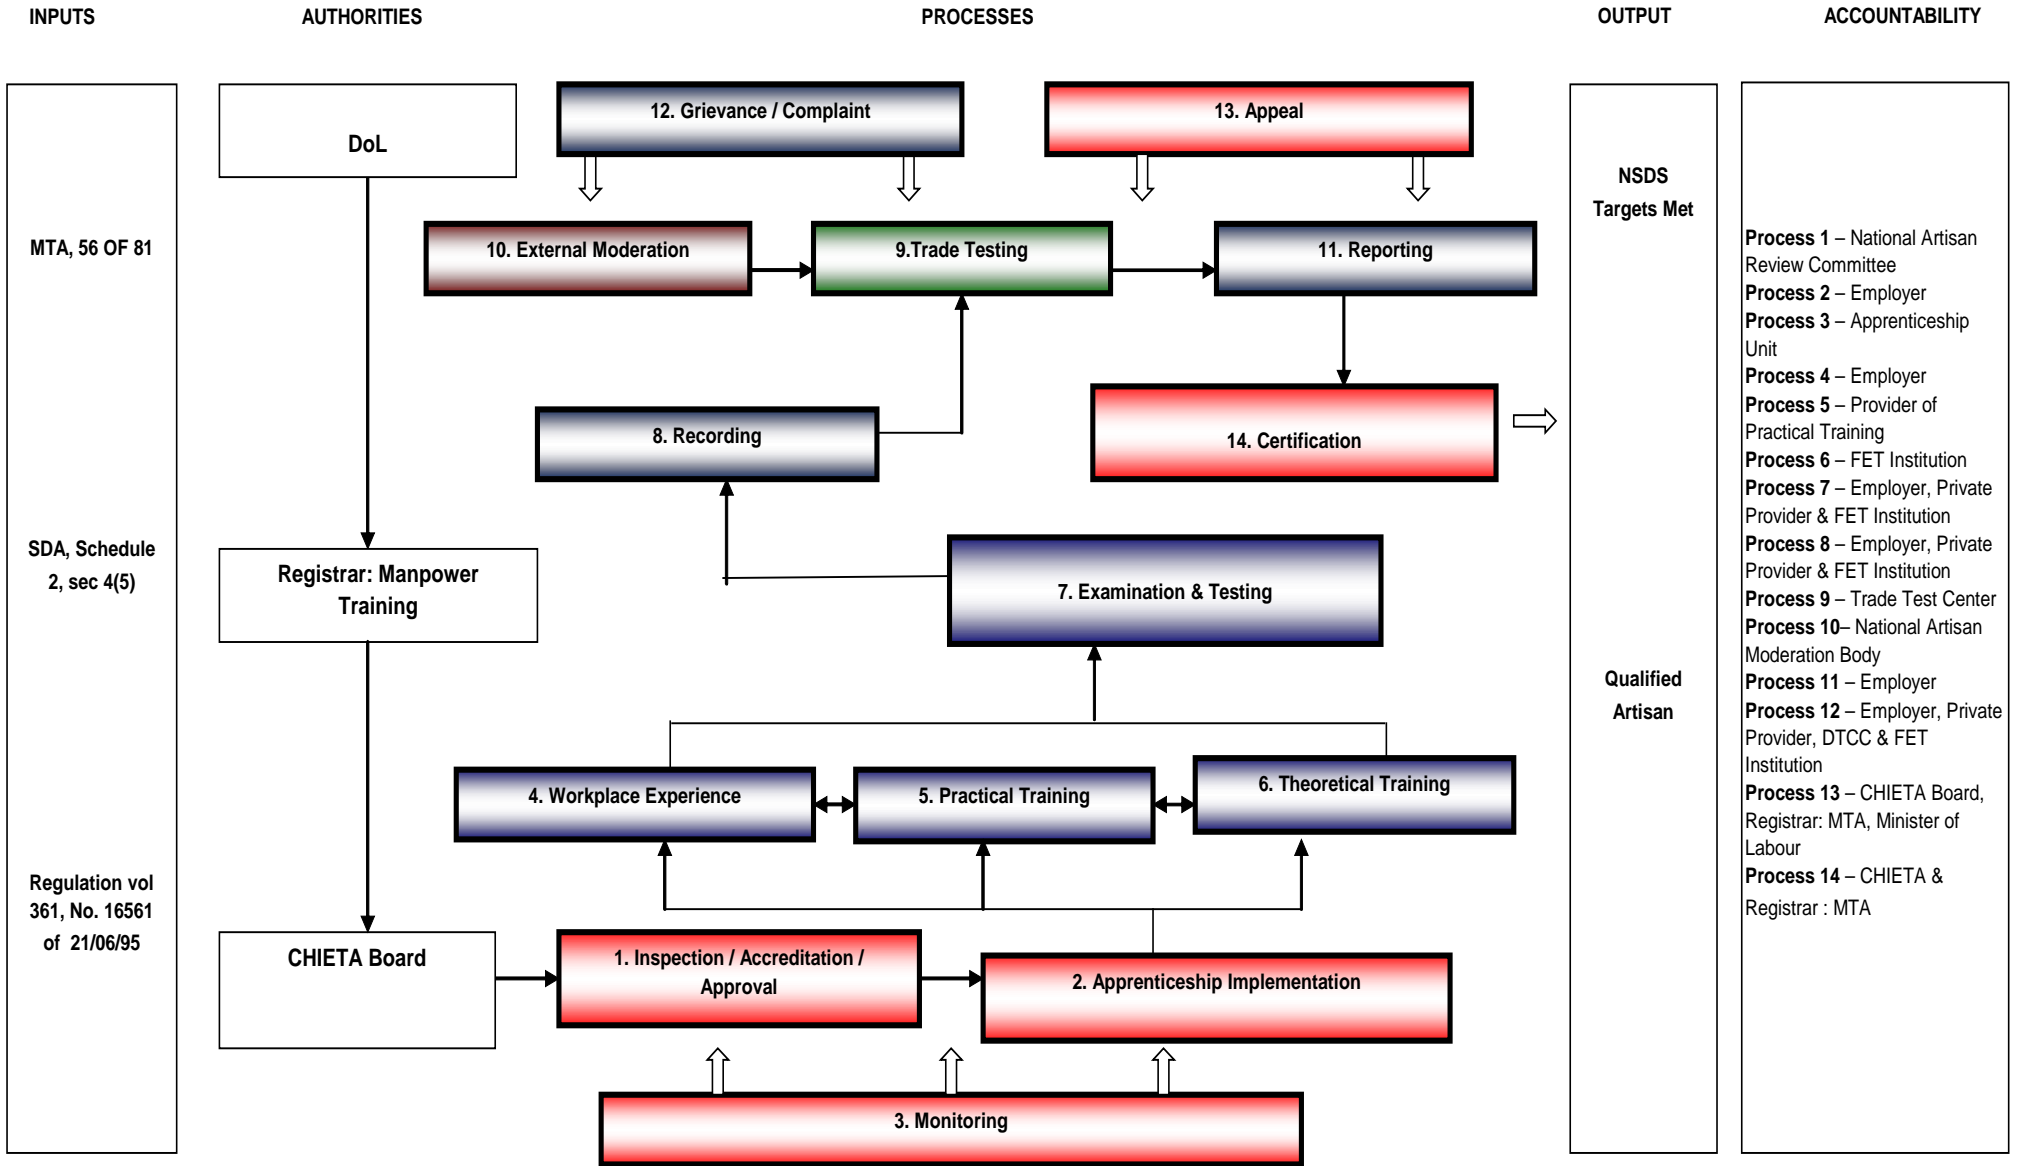 INPUTS
AUTHORITIES
PROCESSES
OUTPUT
ACCOUNTABILITY
MTA, 56 OF 81
SDA, Schedule
2, sec 4(5)
Regulation vol
361, No. 16561
of 21/06/95
DoL
Registrar: Manpower
Training
CHIETA Board
12. Grievance / Complaint
13. Appeal
10. External Moderation
9.Trade Testing
11. Reporting
8. Recording
14. Certification
7. Examination & Testing
4. Workplace Experience
5. Practical Training
6. Theoretical Training
1. Inspection / Accreditation /
Approval
2. Apprenticeship Implementation
3. Monitoring
NSDS
Targets Met
Qualified
Artisan
Process 1 – National Artisan
Review Committee
Process 2 – Employer
Process 3 – Apprenticeship
Unit
Process 4 – Employer
Process 5 – Provider of
Practical Training
Process 6 – FET Institution
Process 7 – Employer, Private
Provider & FET Institution
Process 8 – Employer, Private
Provider & FET Institution
Process 9 – Trade Test Center
Process 10– National Artisan
Moderation Body
Process 11 – Employer
Process 12 – Employer, Private
Provider, DTCC & FET
Institution
Process 13 – CHIETA Board,
Registrar: MTA, Minister of
Labour
Process 14 – CHIETA &
Registrar : MTA